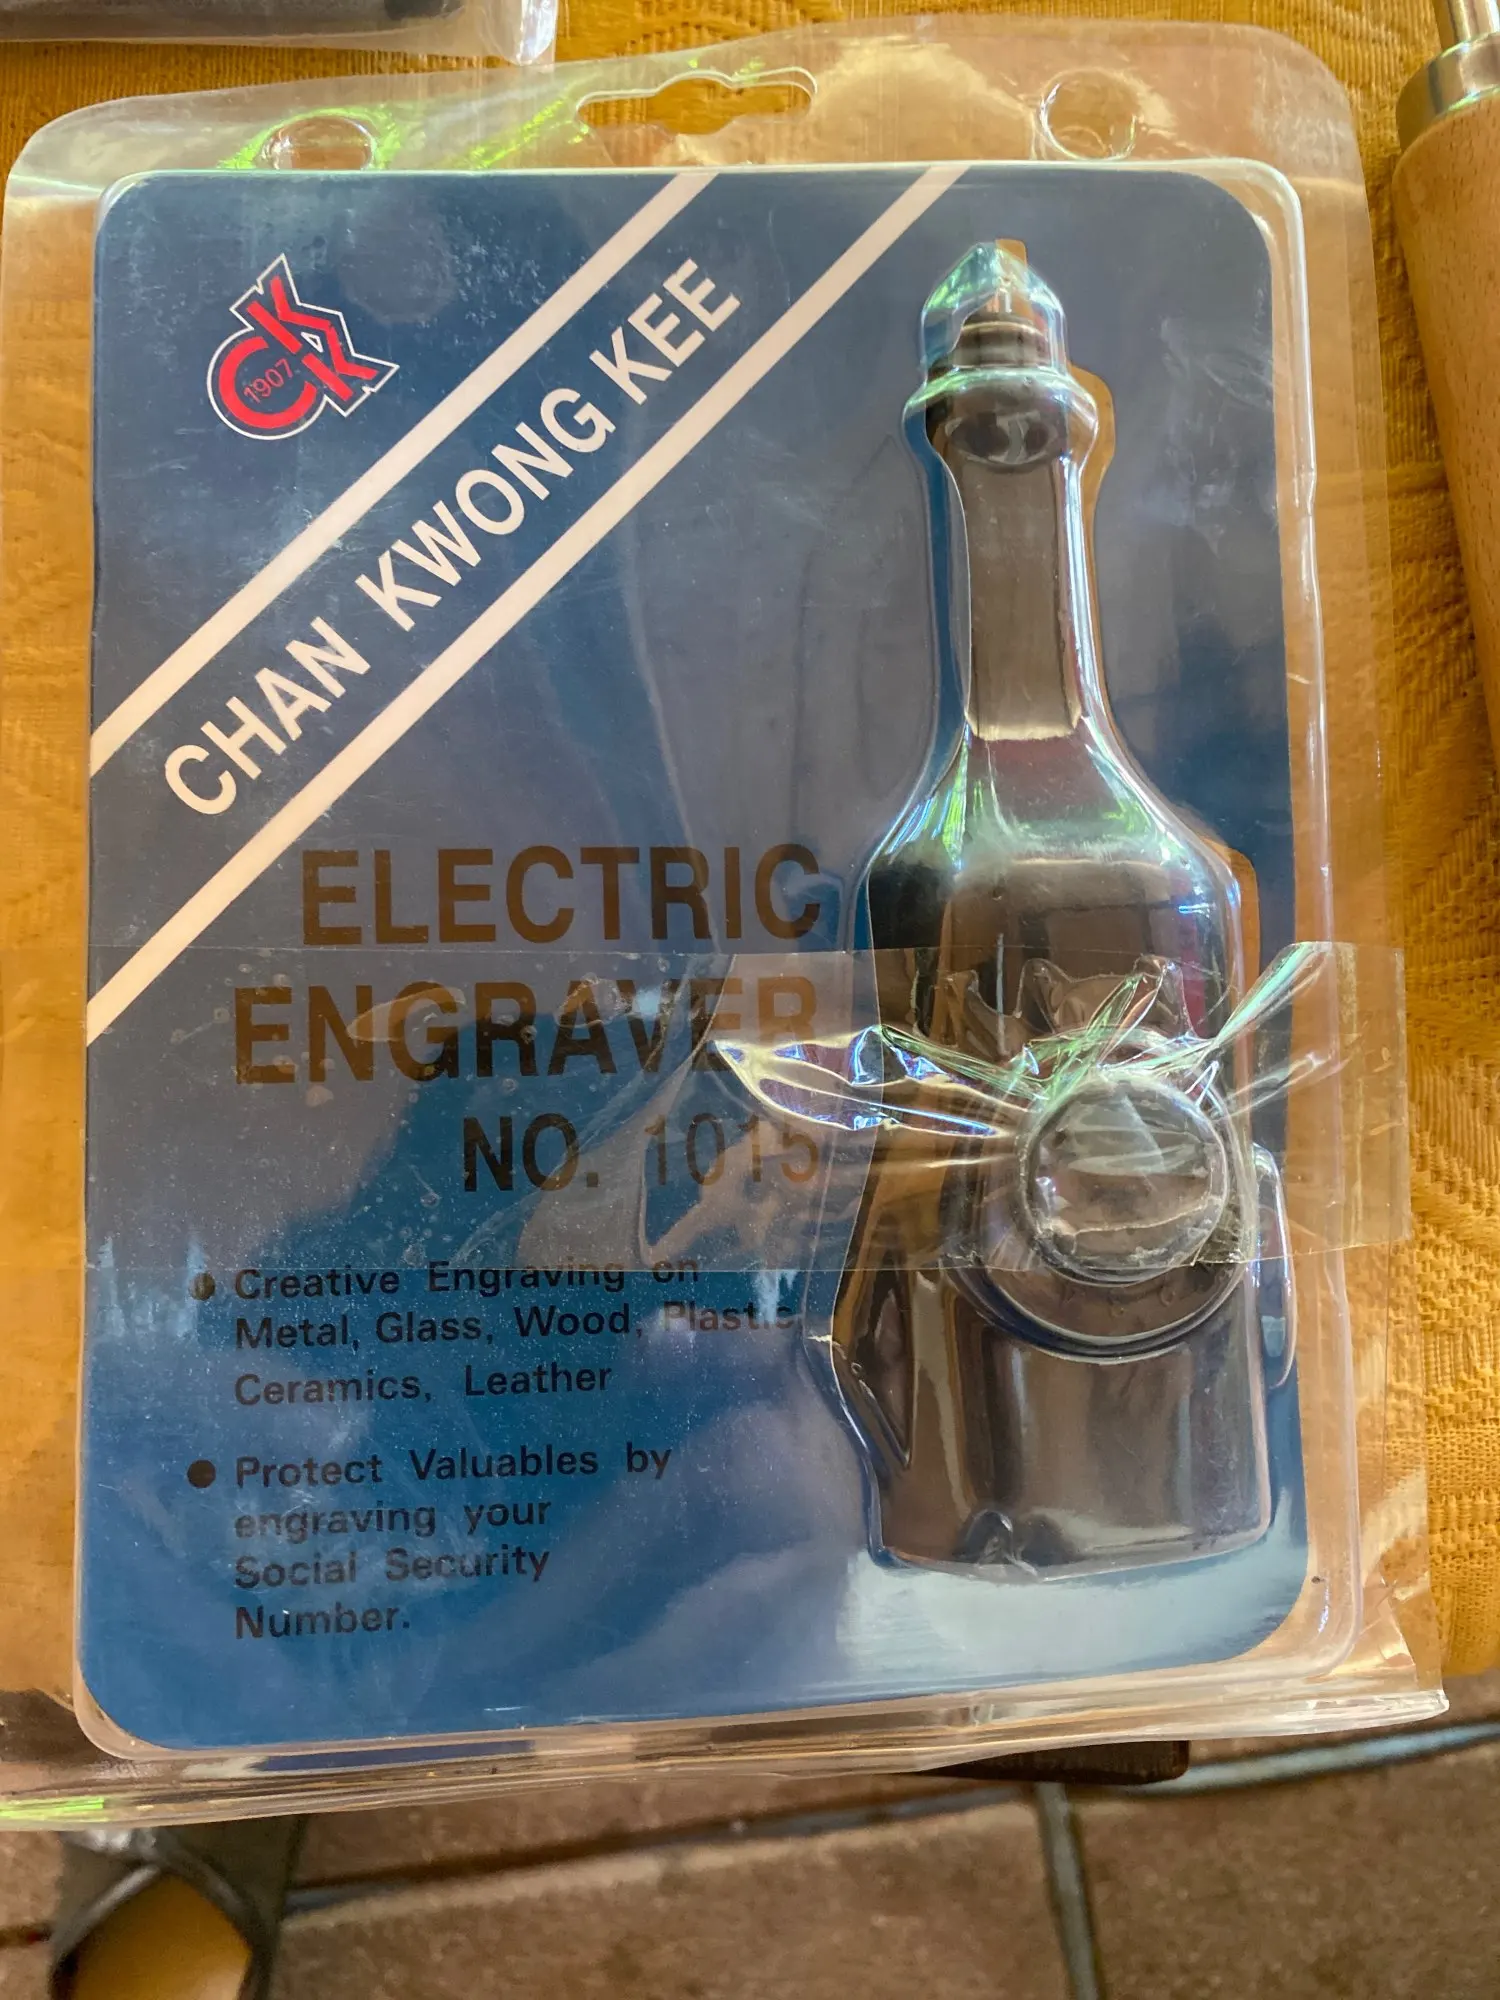 CKK
1907
CHAN KWONG KEE
ELECTRIC
ENGRAVER
NO. 1015
● Creative Engraving on
Metal, Glass, Wood, Plastic
Ceramics, Leather
● Protect Valuables by
engraving your
Social Security
Number.